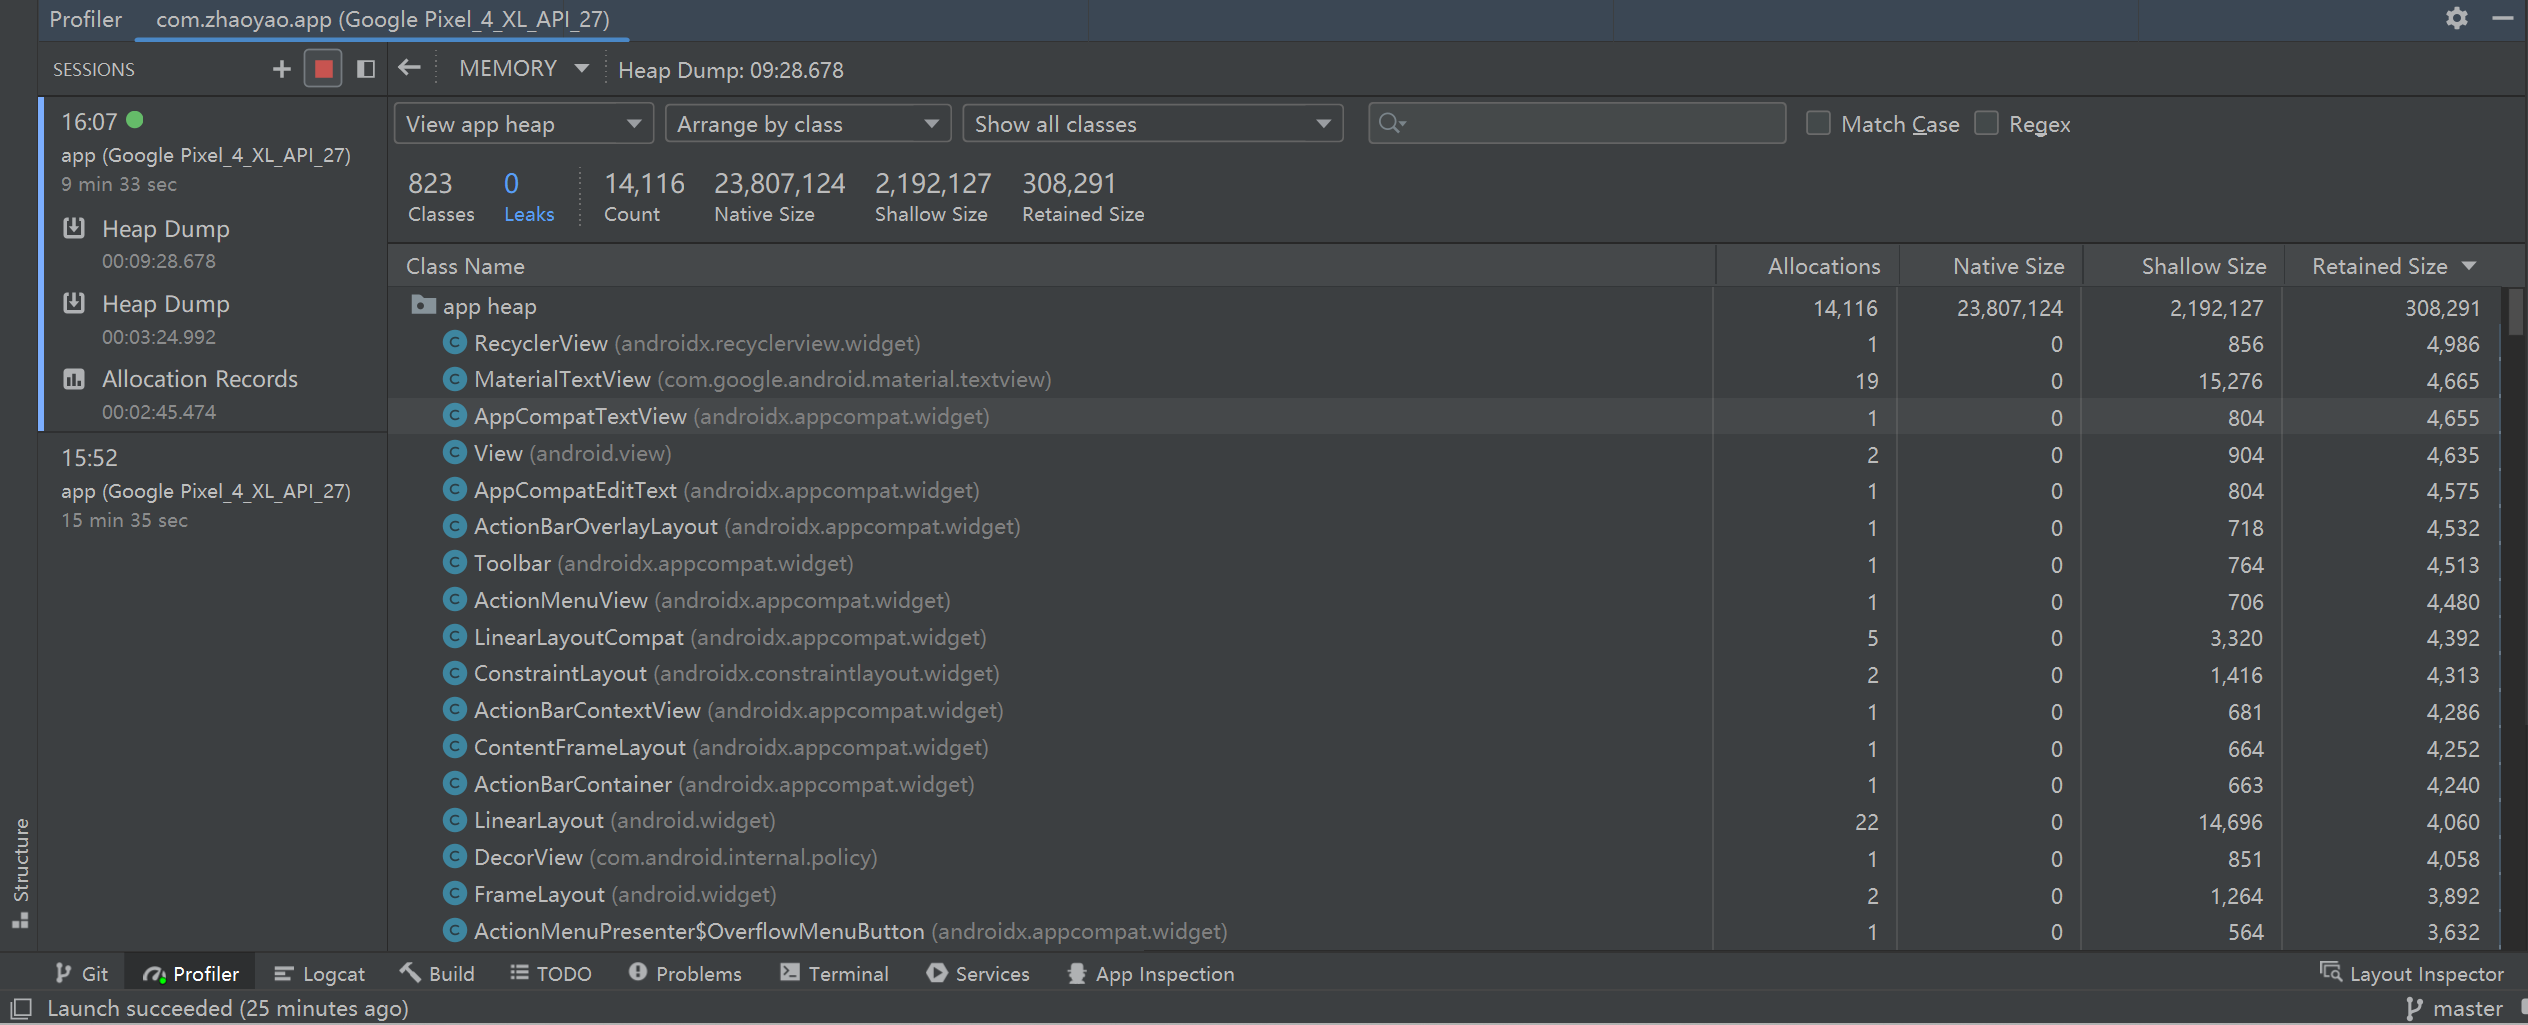 Profiler com.zhaoyao.app (Google Pixel_4_XL_API_27)
SESSIONS
MEMORY Heap Dump: 09:28.678
16:07
app (Google Pixel_4_XL_API_27)
9 min 33 sec
Heap Dump
00:09:28.678
Heap Dump
00:03:24.992
Allocation Records
00:02:45.474
15:52
app (Google Pixel_4_XL_API_27)
15 min 35 sec
View app heap Arrange by class Show all classes Match Case Regex
823 0 14,116 23,807,124 2,192,127 308,291
Classes Leaks Count Native Size Shallow Size Retained Size
Class Name Allocations Native Size Shallow Size Retained Size
app heap 14,116 23,807,124 2,192,127 308,291
C RecyclerView (androidx.recyclerview.widget) 1 0 856 4,986
C MaterialTextView (com.google.android.material.textview) 19 0 15,276 4,665
C AppCompatTextView (androidx.appcompat.widget) 1 0 804 4,655
C View (android.view) 2 0 904 4,635
C AppCompatEditText (androidx.appcompat.widget) 1 0 804 4,575
C ActionBarOverlayLayout (androidx.appcompat.widget) 1 0 718 4,532
C Toolbar (androidx.appcompat.widget) 1 0 764 4,513
C ActionMenuView (androidx.appcompat.widget) 1 0 706 4,480
C LinearLayoutCompat (androidx.appcompat.widget) 5 0 3,320 4,392
C ConstraintLayout (androidx.constraintlayout.widget) 2 0 1,416 4,313
C ActionBarContextView (androidx.appcompat.widget) 1 0 681 4,286
C ContentFrameLayout (androidx.appcompat.widget) 1 0 664 4,252
C ActionBarContainer (androidx.appcompat.widget) 1 0 663 4,240
C LinearLayout (android.widget) 22 0 14,696 4,060
C DecorView (com.android.internal.policy) 1 0 851 4,058
C FrameLayout (android.widget) 2 0 1,264 3,892
C ActionMenuPresenter$OverflowMenuButton (androidx.appcompat.widget) 1 0 564 3,632
Structure
Git Profiler Logcat Build TODO Problems Terminal Services App Inspection Layout Inspector
Launch succeeded (25 minutes ago) master